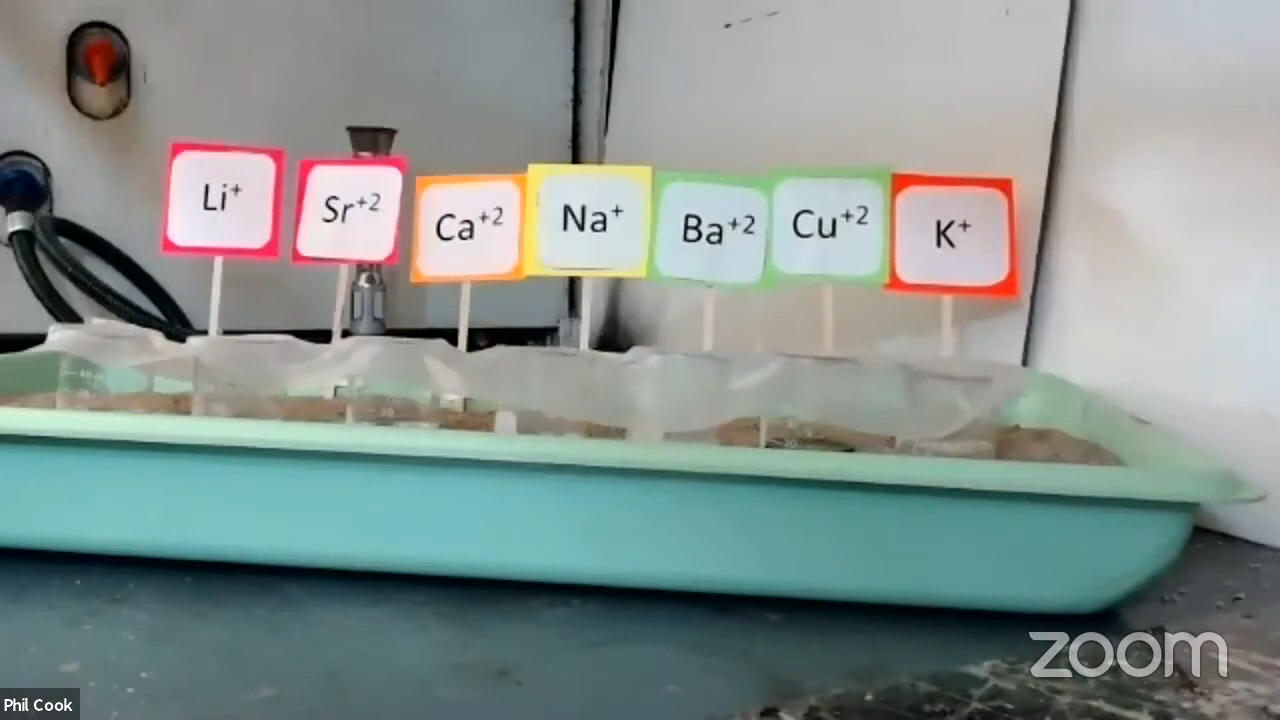 Li⁺
Sr⁺²
Ca⁺²
Na⁺
Ba⁺²
Cu⁺²
K⁺
zoom
Phil Cook